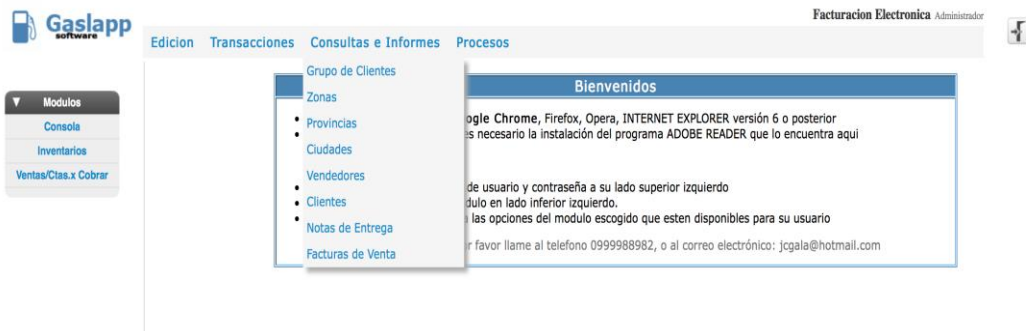 Gaslapp
software
Facturacion Electronica Administrador
Edicion Transacciones Consultas e Informes Procesos
Modulos
Consola
Inventarios
Ventas/Ctas.x Cobrar
Grupo de Clientes
Zonas
Provincias
Ciudades
Vendedores
Clientes
Notas de Entrega
Facturas de Venta
Bienvenidos
Chrome, Firefox, Opera, INTERNET EXPLORER versión 6 o posterior
necesario la instalación del programa ADOBE READER que lo encuentra aqui
de usuario y contraseña a su lado superior izquierdo
en lado inferior izquierdo.
las opciones del modulo escogido que esten disponibles para su usuario
favor llame al telefono 0999988982, o al correo electrónico: jcgala@hotmail.com